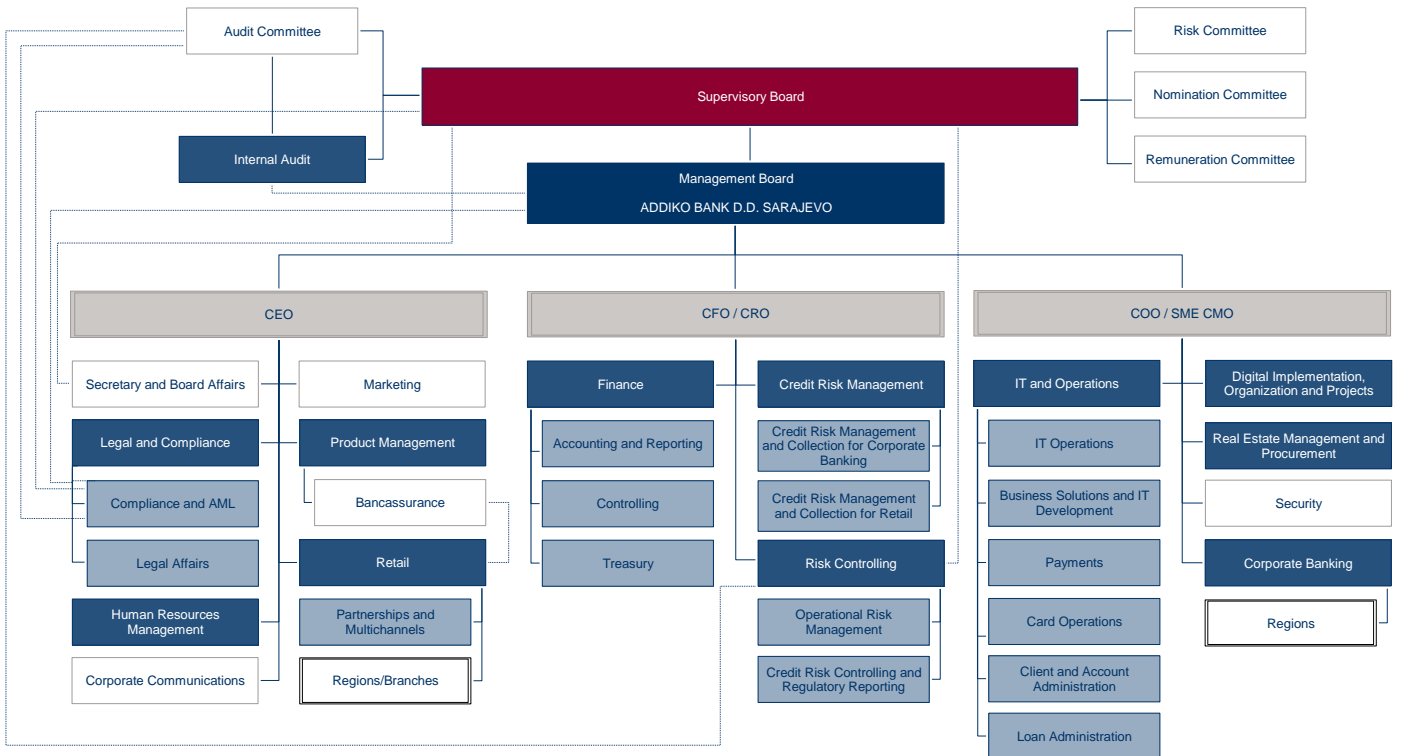 Audit Committee
Risk Committee
Supervisory Board
Nomination Committee
Internal Audit
Remuneration Committee
Management Board
ADDIKO BANK D.D. SARAJEVO
CEO
CFO / CRO
COO / SME CMO
Secretary and Board Affairs
Marketing
Legal and Compliance
Product Management
Compliance and AML
Bancassurance
Legal Affairs
Retail
Human Resources
Management
Partnerships and
Multichannels
Corporate Communications
Regions/Branches
Finance
Credit Risk Management
Accounting and Reporting
Credit Risk Management
and Collection for Corporate
Banking
Controlling
Credit Risk Management
and Collection for Retail
Treasury
Risk Controlling
Operational Risk
Management
Credit Risk Controlling and
Regulatory Reporting
IT and Operations
Digital Implementation,
Organization and Projects
IT Operations
Real Estate Management and
Procurement
Business Solutions and IT
Development
Security
Payments
Corporate Banking
Card Operations
Regions
Client and Account
Administration
Loan Administration